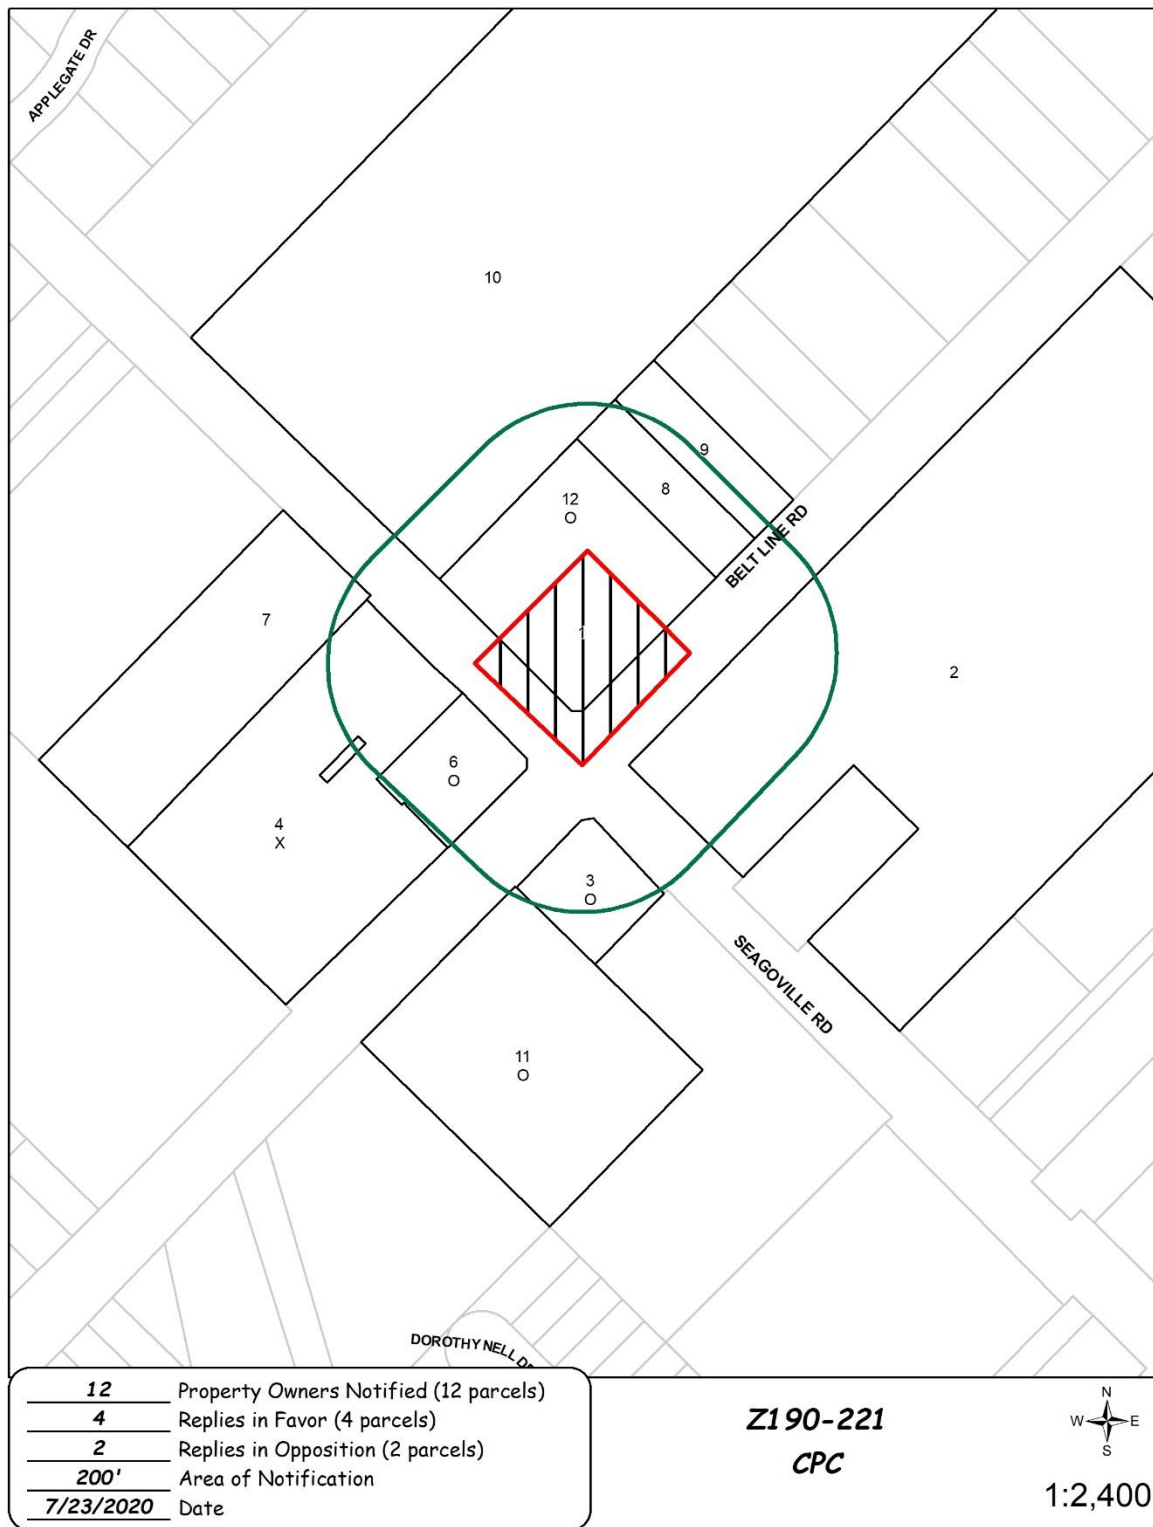 APPLEGATE DR
10
9
8
12
O
BELT LINE RD
7
1
2
6
O
4
X
3
O
SEAGOVILLE RD
11
O
DOROTHY NELL DR
12 Property Owners Notified (12 parcels)
4 Replies in Favor (4 parcels)
2 Replies in Opposition (2 parcels)
200' Area of Notification
7/23/2020 Date
Z190-221
CPC
N
W E
S
1:2,400